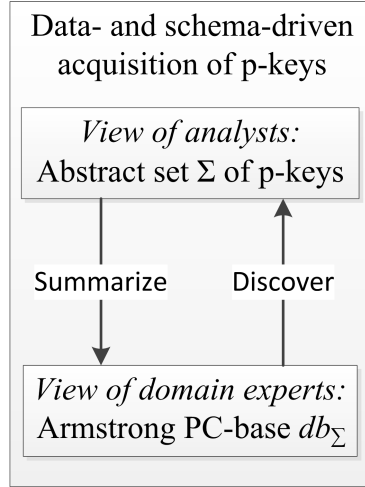 Data- and schema-driven
acquisition of p-keys
View of analysts:
Abstract set Σ of p-keys
Summarize Discover
View of domain experts:
Armstrong PC-base db_Σ